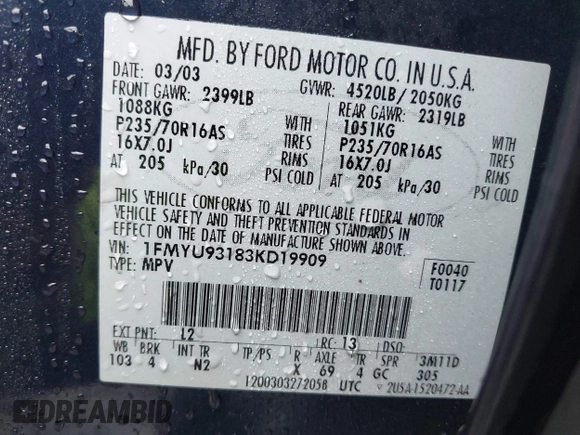 MFD. BY FORD MOTOR CO. IN U.S.A.
DATE: 03/03 GVWR: 4520LB/ 2050KG
FRONT GAWR: 2399LB REAR GAWR: 2319LB
1088KG WITH 1051KG WITH
P235/70R16AS TIRES P235/70R16AS TIRES
16X7.0J RIMS 16X7.0J RIMS
AT 205 kPa/30 PSI COLD AT 205 kPa/30 PSI COLD
THIS VEHICLE CONFORMS TO ALL APPLICABLE FEDERAL MOTOR
VEHICLE SAFETY AND THEFT PREVENTION STANDARDS IN
EFFECT ON THE DATE OF MANUFACTURE SHOWN ABOVE.
VIN: 1FMYU93183KD19909 F0040
TYPE: MPV T0117
EXT PNT: L2 RC: 13 DSO:
WB BRK INT TR TP/PS R AXLE TR SPR 3M11D
103 4 N2 X 69 4 GC 305
1200303272058 UTC 2USA-1520472-AA
DREAMBID